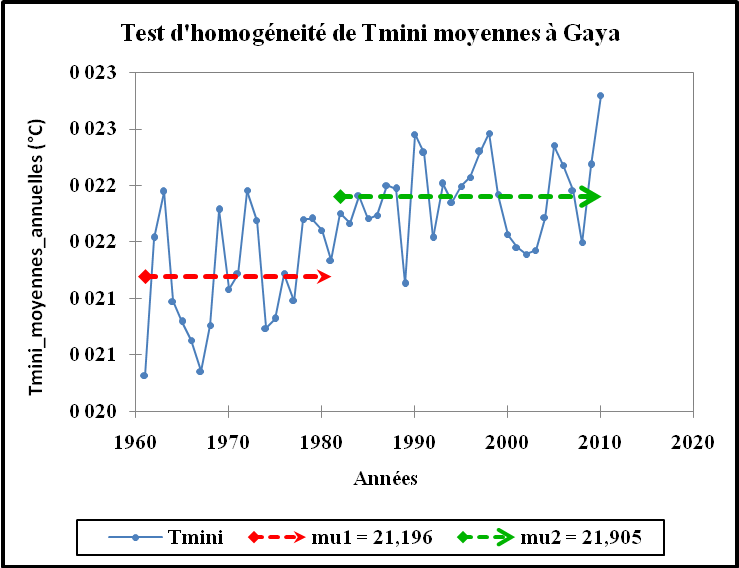 Test d'homogéneité de Tmini moyennes à Gaya
Tmini_moyennes_annuelles (°C)
0 023
0 023
0 022
0 022
0 021
0 021
0 020
1960 1970 1980 1990 2000 2010 2020
Années
Tmini mu1 = 21,196 mu2 = 21,905